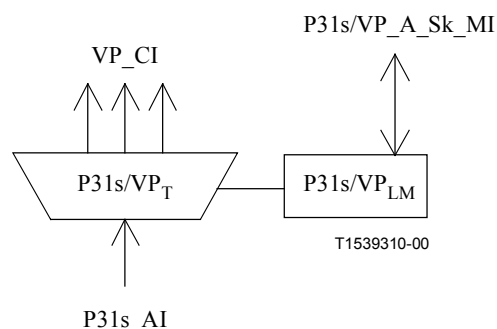 P31s/VP_A_Sk_MI
VP_CI
P31s/VP_T
P31s/VP_LM
T1539310-00
P31s_AI